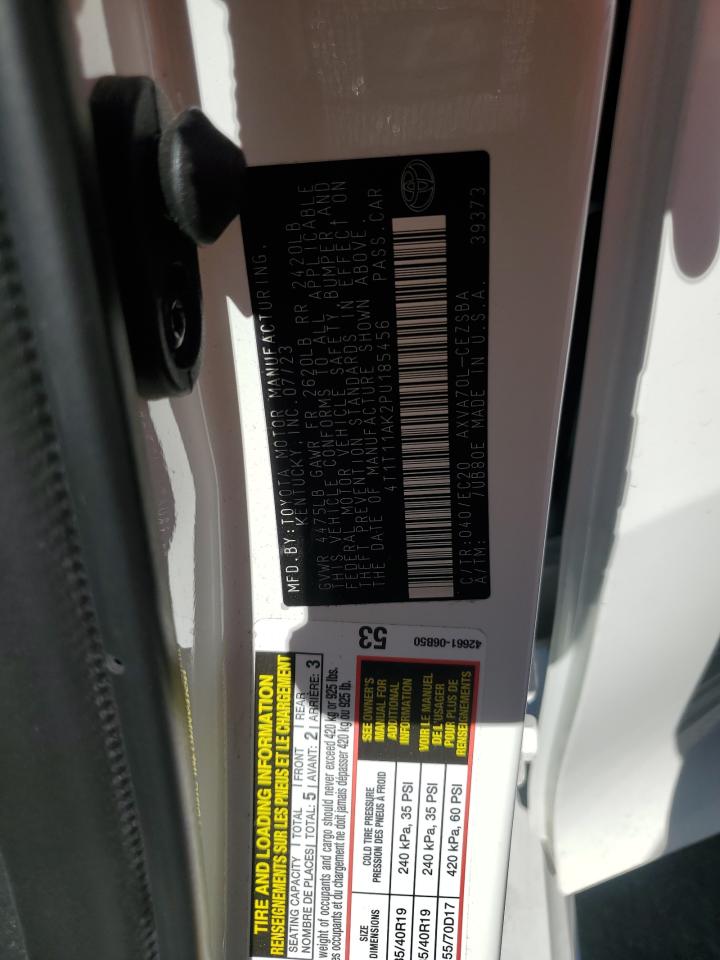 MFD. BY: TOYOTA MOTOR MANUFACTURING,
KENTUCKY, INC. 07/23
GVWR 4475LB GAWR FR 2620LB RR 2420LB
THIS VEHICLE CONFORMS TO ALL APPLICABLE
FEDERAL MOTOR VEHICLE SAFETY, BUMPER AND
THEFT PREVENTION STANDARDS IN EFFECT ON
THE DATE OF MANUFACTURE SHOWN ABOVE.
4T1T11AK2PU185456 PASS. CAR
C/TR: 040/EC20 AXVA70L-CEZSBA
A/TM: 70B80E MADE IN U.S.A. 39373
53
42661-06B50
TIRE AND LOADING INFORMATION
RENSEIGNEMENTS SUR LES PNEUS ET LE CHARGEMENT
SEATING CAPACITY | TOTAL | FRONT | REAR
NOMBRE DE PLACES | TOTAL: 5 | AVANT: 2 | ARRIÈRE: 3
weight of occupants and cargo should never exceed 420 kg or 925 lbs.
occupants et du chargement ne doit jamais dépasser 420 kg ou 925 lb.
SIZE
DIMENSIONS
COLD TIRE PRESSURE
PRESSION DES PNEUS À FROID
5/40R19 240 kPa, 35 PSI
5/40R19 240 kPa, 35 PSI
55/70D17 420 kPa, 60 PSI
SEE OWNER'S
MANUAL FOR
ADDITIONAL
INFORMATION
VOIR LE MANUEL
DE L'USAGER
POUR PLUS DE
RENSEIGNEMENTS